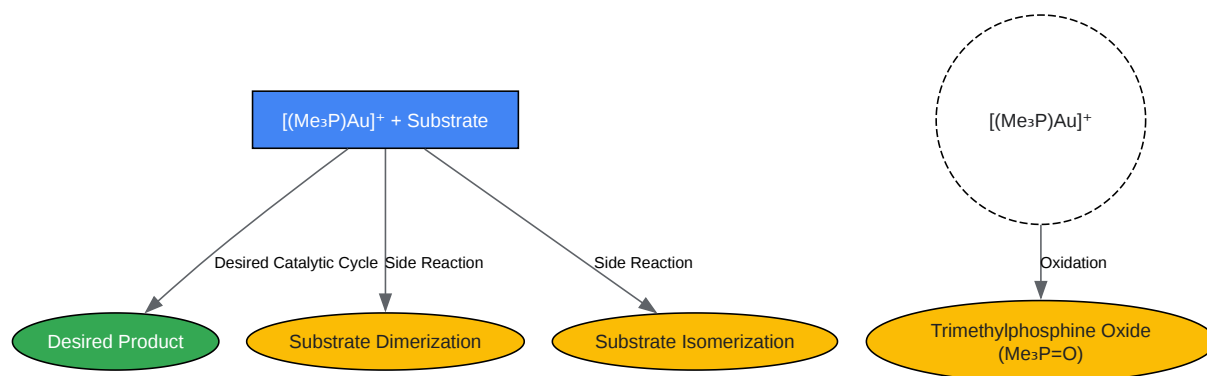 [(Me₃P)Au]⁺ + Substrate
[(Me₃P)Au]⁺
Desired Catalytic Cycle
Side Reaction
Side Reaction
Oxidation
Desired Product
Substrate Dimerization
Substrate Isomerization
Trimethylphosphine Oxide
(Me₃P=O)